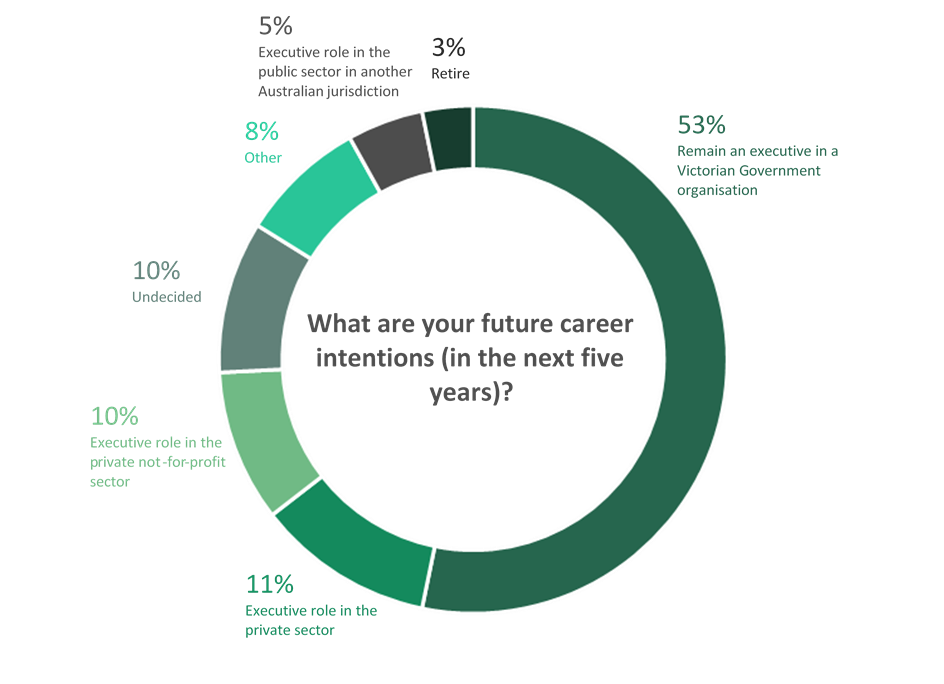 5%
Executive role in the
public sector in another
Australian jurisdiction
3%
Retire
53%
Remain an executive in a
Victorian Government
organisation
8%
Other
10%
Undecided
What are your future career
intentions (in the next five
years)?
10%
Executive role in the
private not-for-profit
sector
11%
Executive role in the
private sector